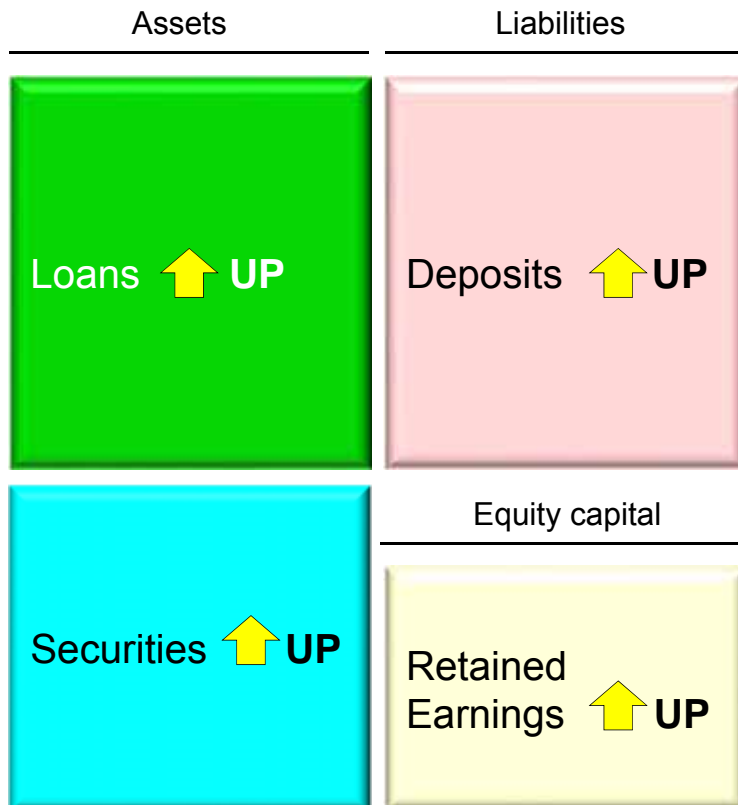 Assets
Liabilities
Loans UP
Deposits UP
Securities UP
Equity capital
Retained
Earnings UP